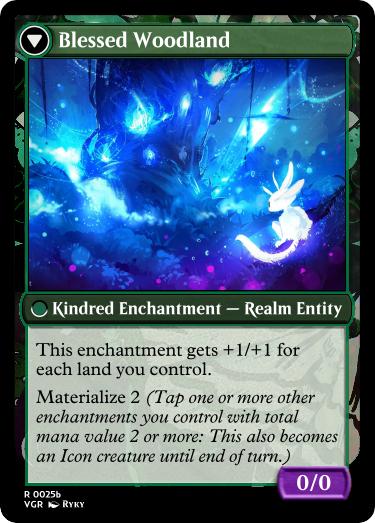 Blessed Woodland
Kindred Enchantment — Realm Entity
This enchantment gets +1/+1 for
each land you control.
Materialize 2 (Tap one or more other
enchantments you control with total
mana value 2 or more: This also becomes
an Icon creature until end of turn.)
0/0
R 0025b
VGR Ryky